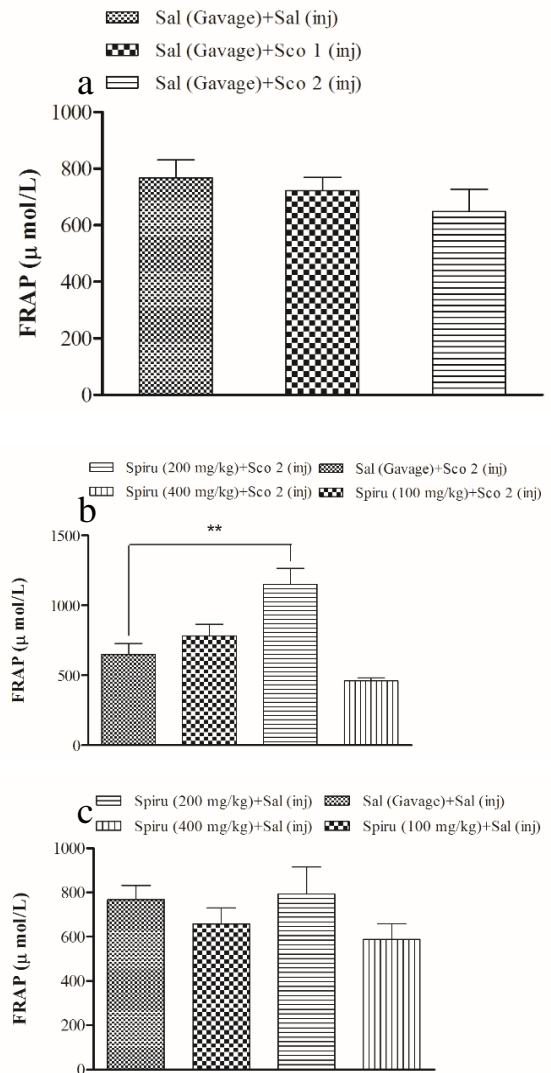 Sal (Gavage)+Sal (inj)
Sal (Gavage)+Sco 1 (inj)
Sal (Gavage)+Sco 2 (inj)
a
1000
800
600
400
200
0
FRAP (μ mol/L)
Spiru (200 mg/kg)+Sco 2 (inj) Sal (Gavage)+Sco 2 (inj)
Spiru (400 mg/kg)+Sco 2 (inj) Spiru (100 mg/kg)+Sco 2 (inj)
b
1500
**
1000
500
0
FRAP (μ mol/L)
Spiru (200 mg/kg)+Sal (inj) Sal (Gavage)+Sal (inj)
Spiru (400 mg/kg)+Sal (inj) Spiru (100 mg/kg)+Sal (inj)
c
1000
800
600
400
200
0
FRAP (μ mol/L)